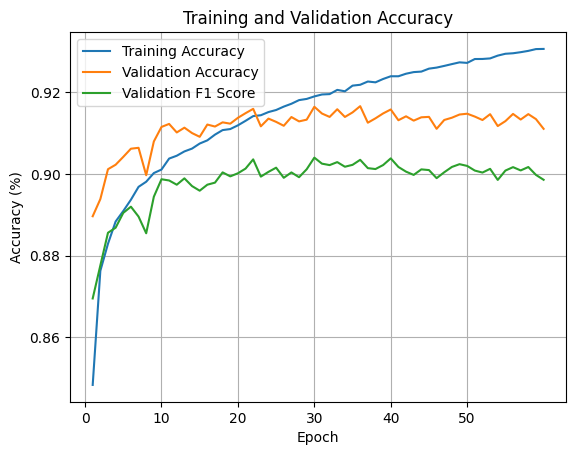 Training and Validation Accuracy
Training Accuracy
Validation Accuracy
Validation F1 Score
Accuracy (%)
0.92
0.90
0.88
0.86
0 10 20 30 40 50
Epoch